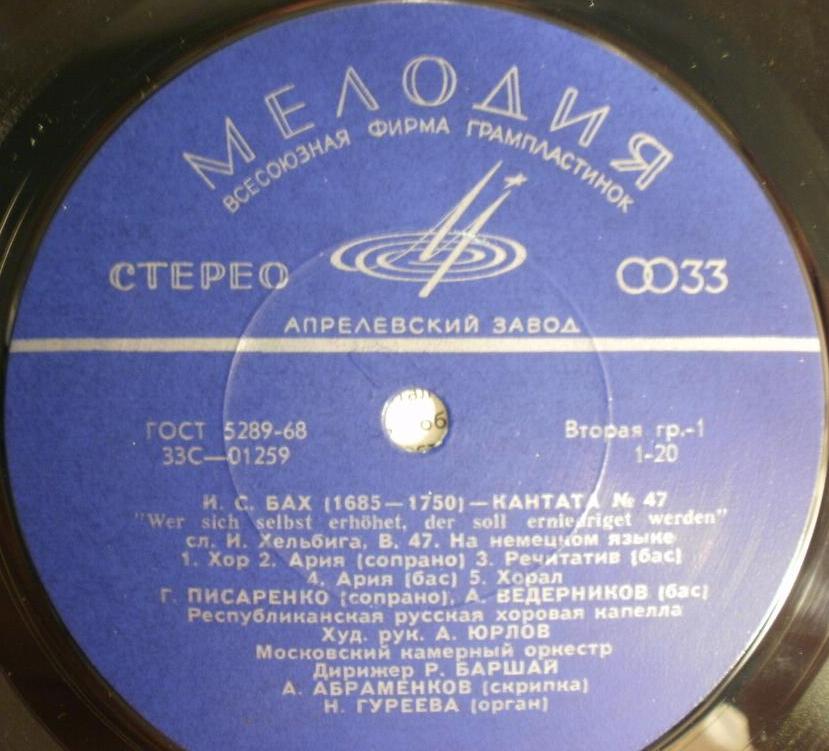 МЕЛОДИЯ
ВСЕСОЮЗНАЯ ФИРМА ГРАМПЛАСТИНОК
СТЕРЕО
33
АПРЕЛЕВСКИЙ ЗАВОД
ГОСТ 5289-68
Вторая гр.-1
33С—01259
1-20
И. С. БАХ (1685—1750)—КАНТАТА № 47
"Wer sich selbst erhöhet, der soll erniedriget werden"
сл. И. Хельбига, В. 47. На немецком языке
1. Хор 2. Ария (сопрано) 3. Речитатив (бас)
4. Ария (бас) 5. Хорал
Г. ПИСАРЕНКО (сопрано), А. ВЕДЕРНИКОВ (бас)
Республиканская русская хоровая капелла
Худ. рук. А. ЮРЛОВ
Московский камерный оркестр
Дирижер Р. БАРШАЙ
А. АБРАМЕНКОВ (скрипка)
Н. ГУРЕЕВА (орган)